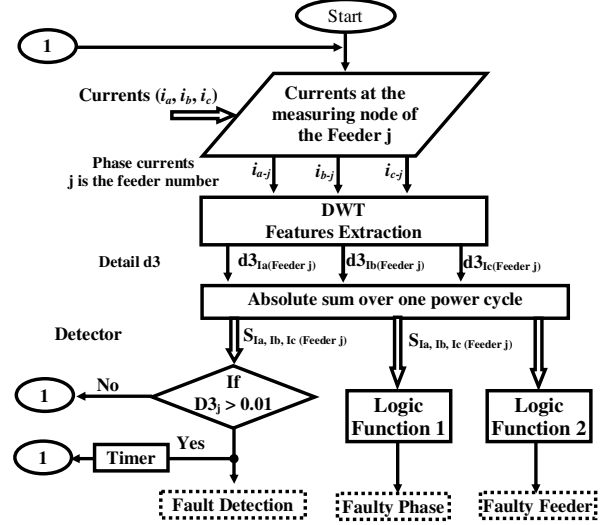 Start
1
Currents (ia, ib, ic)
Currents at the
measuring node of
the Feeder j
Phase currents
j is the feeder number
ia-j
ib-j
ic-j
DWT
Features Extraction
Detail d3
d3Ia(Feeder j)
d3Ib(Feeder j)
d3Ic(Feeder j)
Absolute sum over one power cycle
Detector
SIa, Ib, Ic (Feeder j)
SIa, Ib, Ic (Feeder j)
If
D3j > 0.01
No
1
Logic
Function 1
Logic
Function 2
Yes
Timer
1
Fault Detection
Faulty Phase
Faulty Feeder